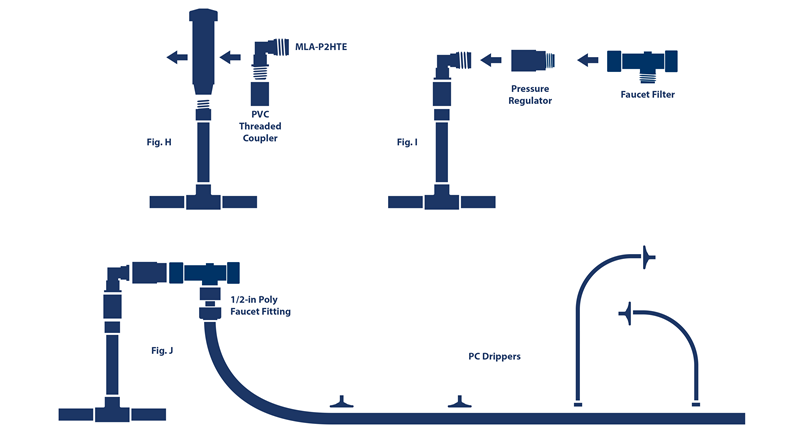 MLA-P2HTE
PVC
Threaded
Coupler
Fig. H
Pressure
Regulator
Faucet Filter
Fig. I
1/2-in Poly
Faucet Fitting
Fig. J
PC Drippers